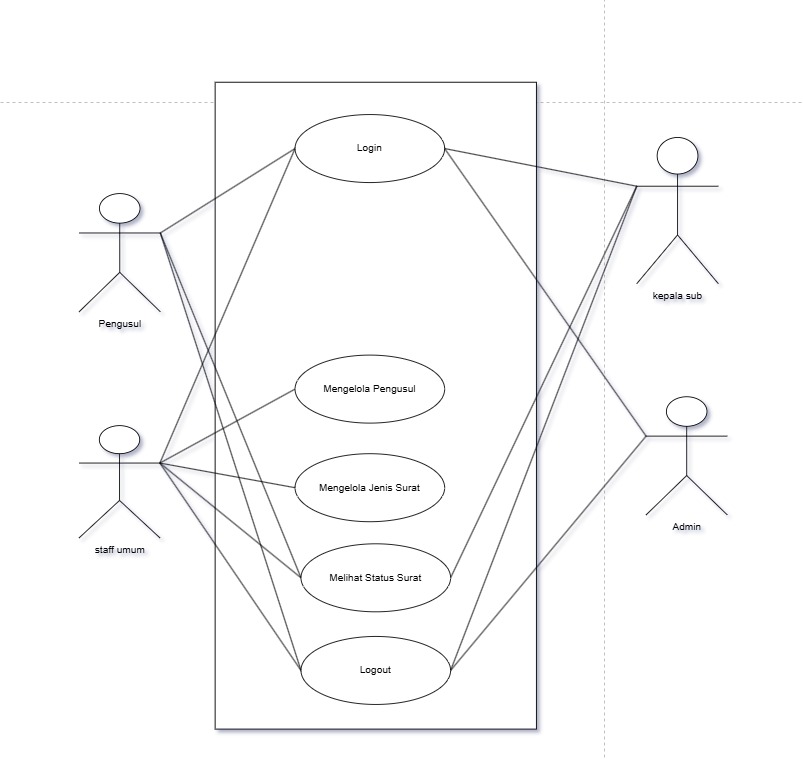 Login
Pengusul
kepala sub
Mengelola Pengusul
Mengelola Jenis Surat
staff umum
Admin
Melihat Status Surat
Logout